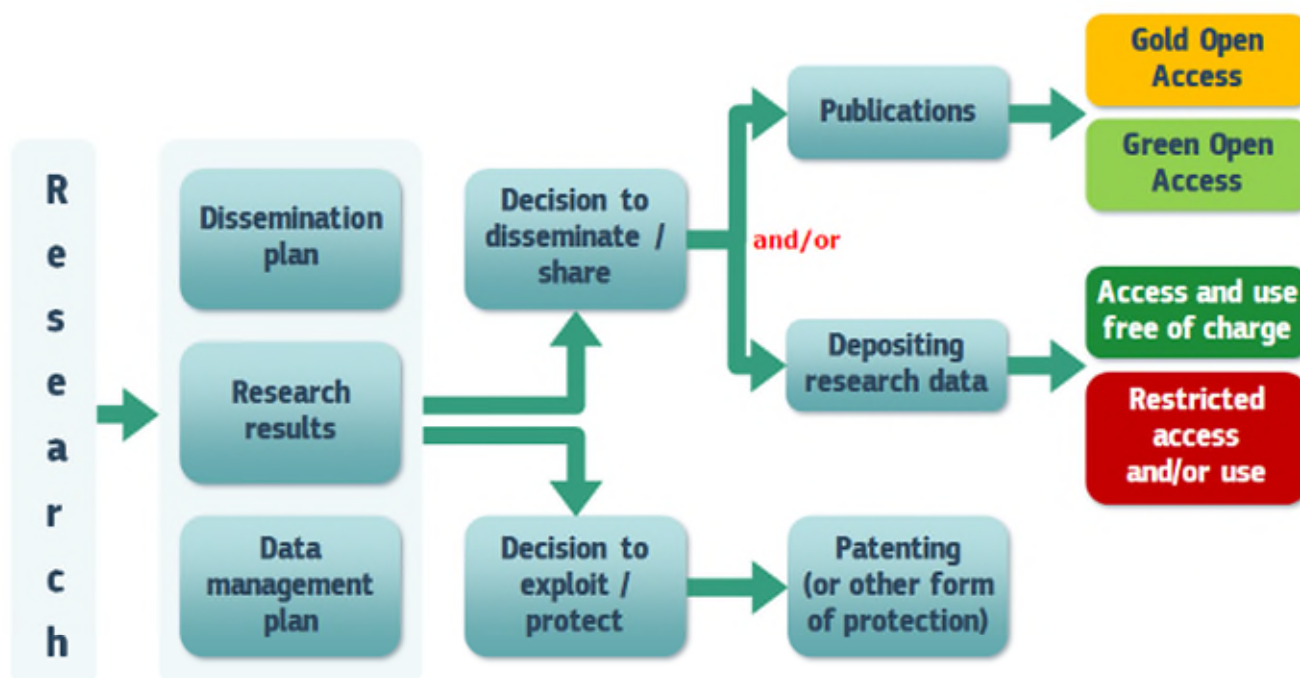 Research
Dissemination
plan
Research
results
Data
management
plan
Decision to
disseminate /
share
Decision to
exploit /
protect
and/or
Publications
Depositing
research data
Patenting
(or other form
of protection)
Gold Open
Access
Green Open
Access
Access and use
free of charge
Restricted
access
and/or use